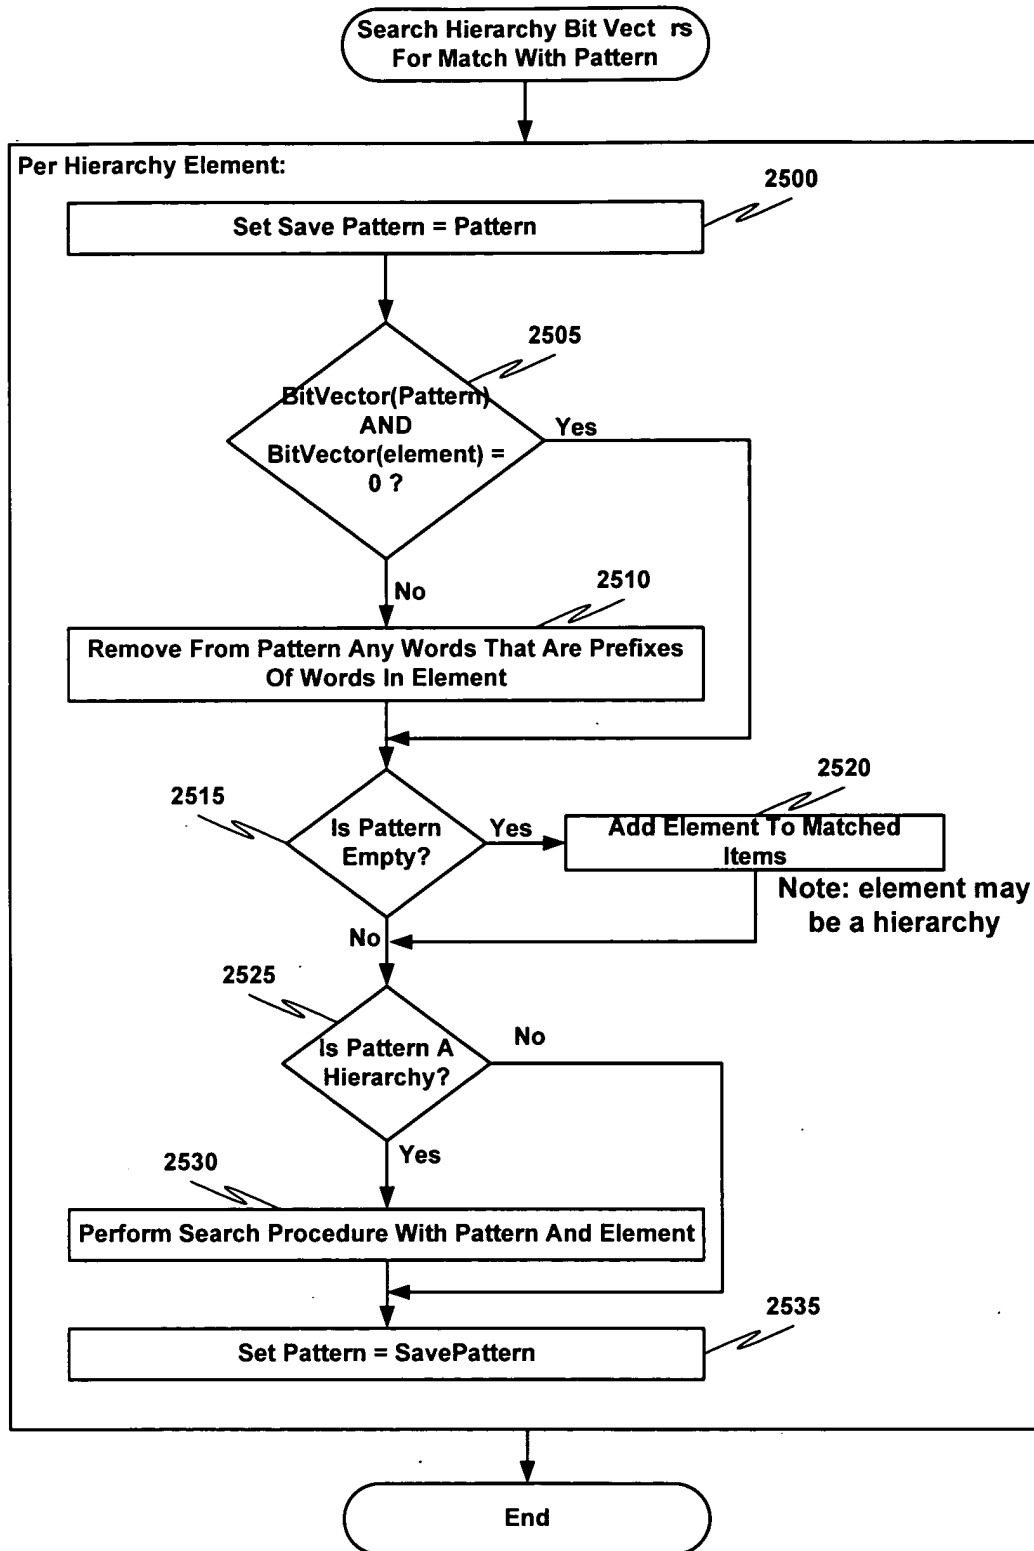 Search Hierarchy Bit Vect rs
For Match With Pattern
Per Hierarchy Element:
2500
Set Save Pattern = Pattern
2505
BitVector(Pattern)
AND
BitVector(element) =
0 ?
Yes
No
2510
Remove From Pattern Any Words That Are Prefixes
Of Words In Element
2515
Is Pattern
Empty?
Yes
2520
Add Element To Matched
Items
Note: element may
be a hierarchy
No
2525
Is Pattern A
Hierarchy?
No
Yes
2530
Perform Search Procedure With Pattern And Element
2535
Set Pattern = SavePattern
End